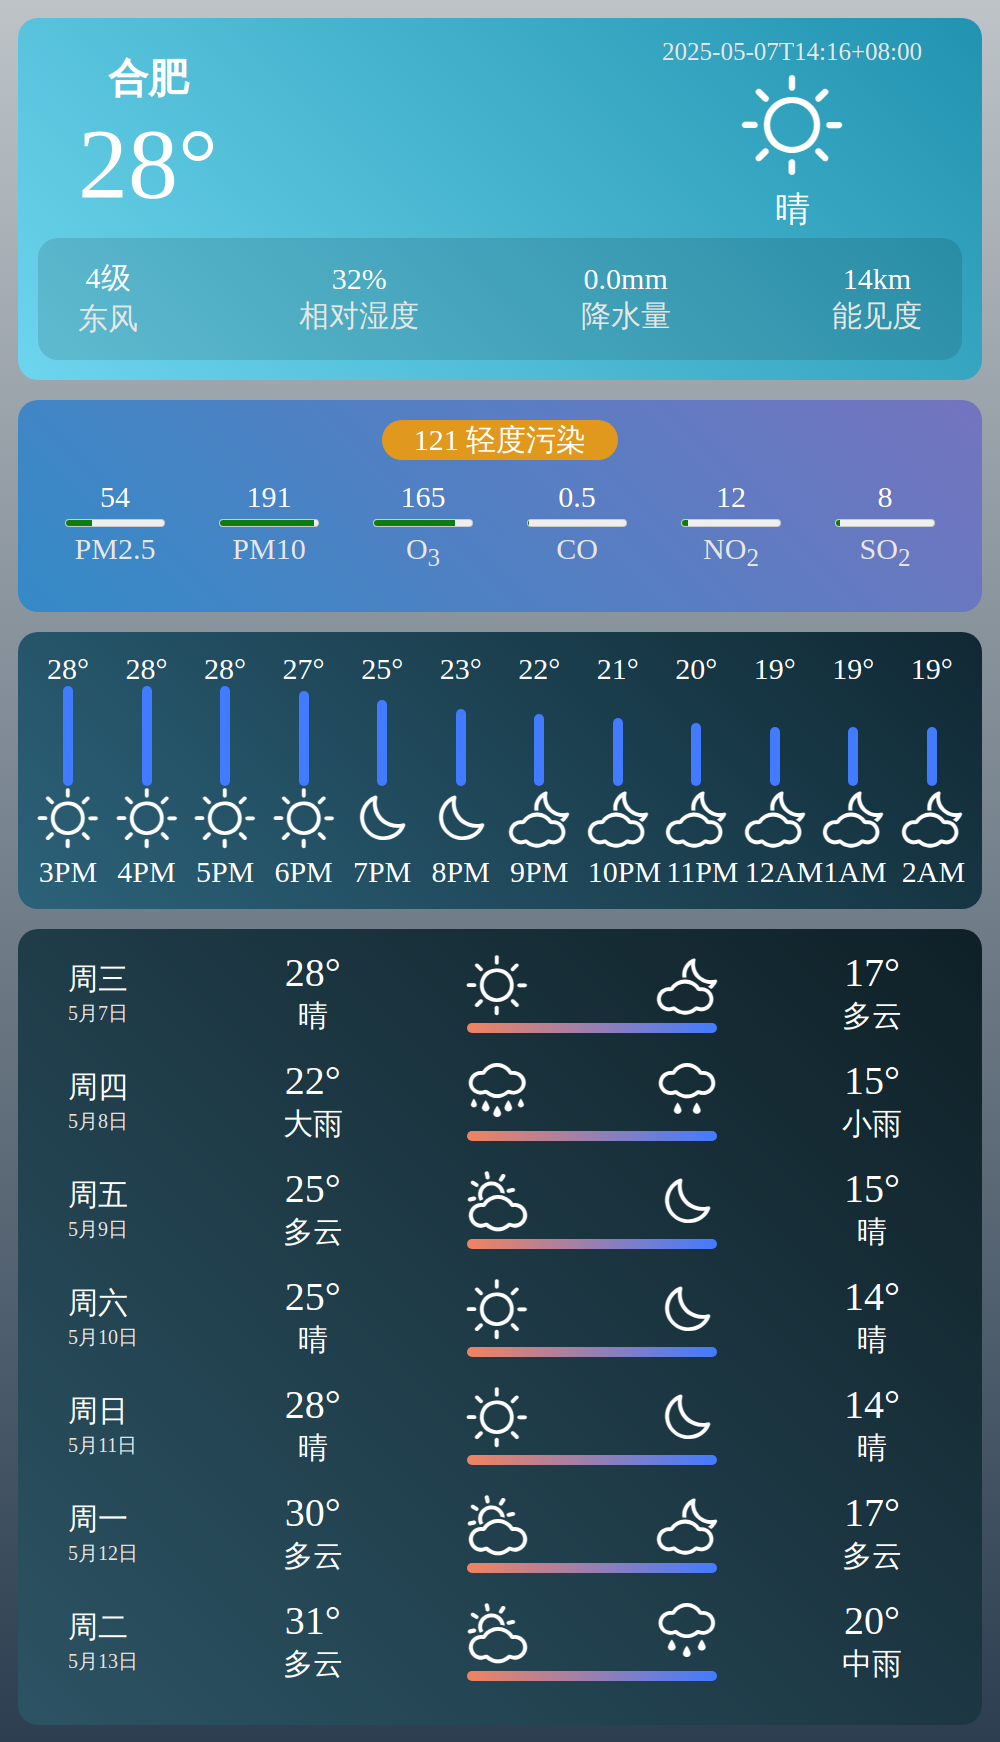 合肥
28°
2025-05-07T14:16+08:00
晴
4级 32% 0.0mm 14km
东风 相对湿度 降水量 能见度
121 轻度污染
54 191 165 0.5 12 8
PM2.5 PM10 O3 CO NO2 SO2
28° 28° 28° 27° 25° 23° 22° 21° 20° 19° 19° 19°
3PM 4PM 5PM 6PM 7PM 8PM 9PM 10PM 11PM 12AM 1AM 2AM
周三 28° 17°
5月7日 晴 多云
周四 22° 15°
5月8日 大雨 小雨
周五 25° 15°
5月9日 多云 晴
周六 25° 14°
5月10日 晴 晴
周日 28° 14°
5月11日 晴 晴
周一 30° 17°
5月12日 多云 多云
周二 31° 20°
5月13日 多云 中雨